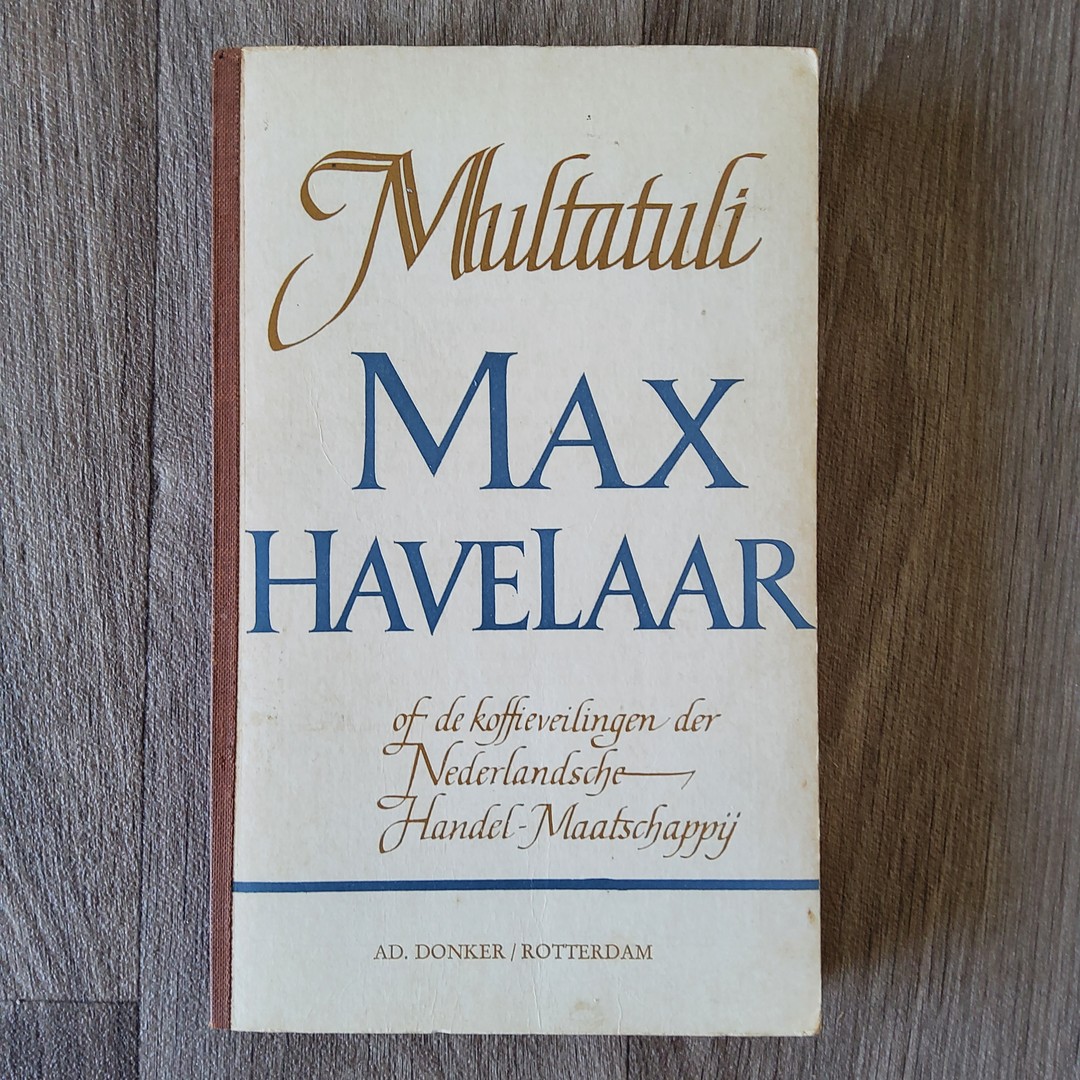 Multatuli
MAX
HAVELAAR
of de koffieveilingen der
Nederlandsche
Handel-Maatschappij
AD. DONKER / ROTTERDAM